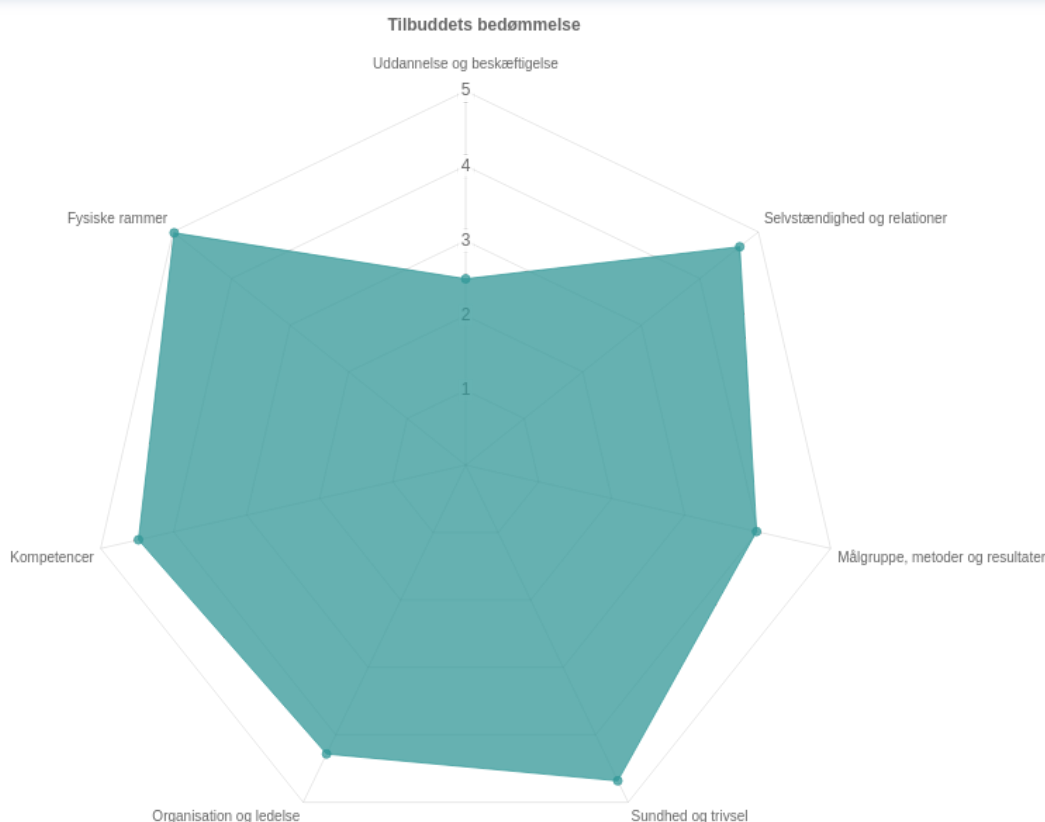 Tilbuddets bedømmelse
Uddannelse og beskæftigelse
5
4
Fysiske rammer
Selvstændighed og relationer
3
2
1
Kompetencer
Målgruppe, metoder og resultater
Organisation og ledelse
Sundhed og trivsel